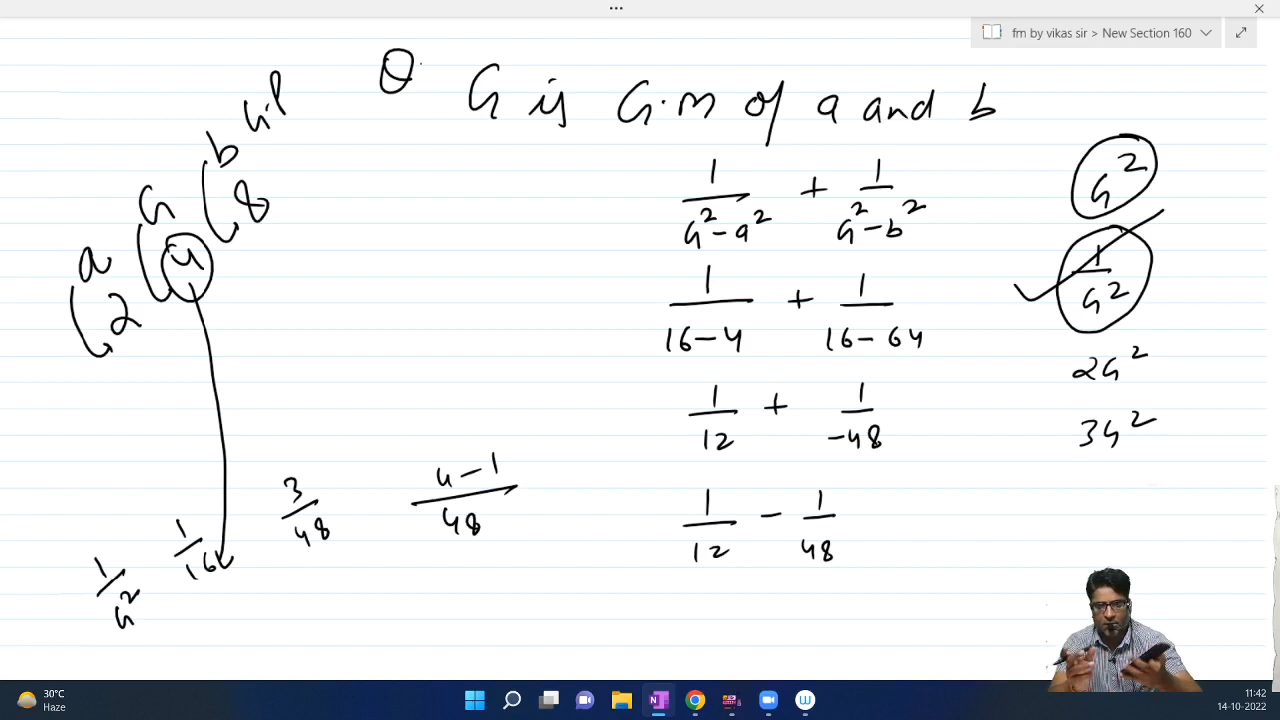 fm by vikas sir > New Section 160
Q G is G.M of a and b
G.P
a G b
2 4 8
1/(G²-a²) + 1/(G²-b²)
1/(16-4) + 1/(16-64)
1/12 + 1/-48
1/12 - 1/48
(4-1)/48
3/48
1/16
1/G²
G²
1/G²
2G²
3G²
30°C
Haze
11:42
14-10-2022